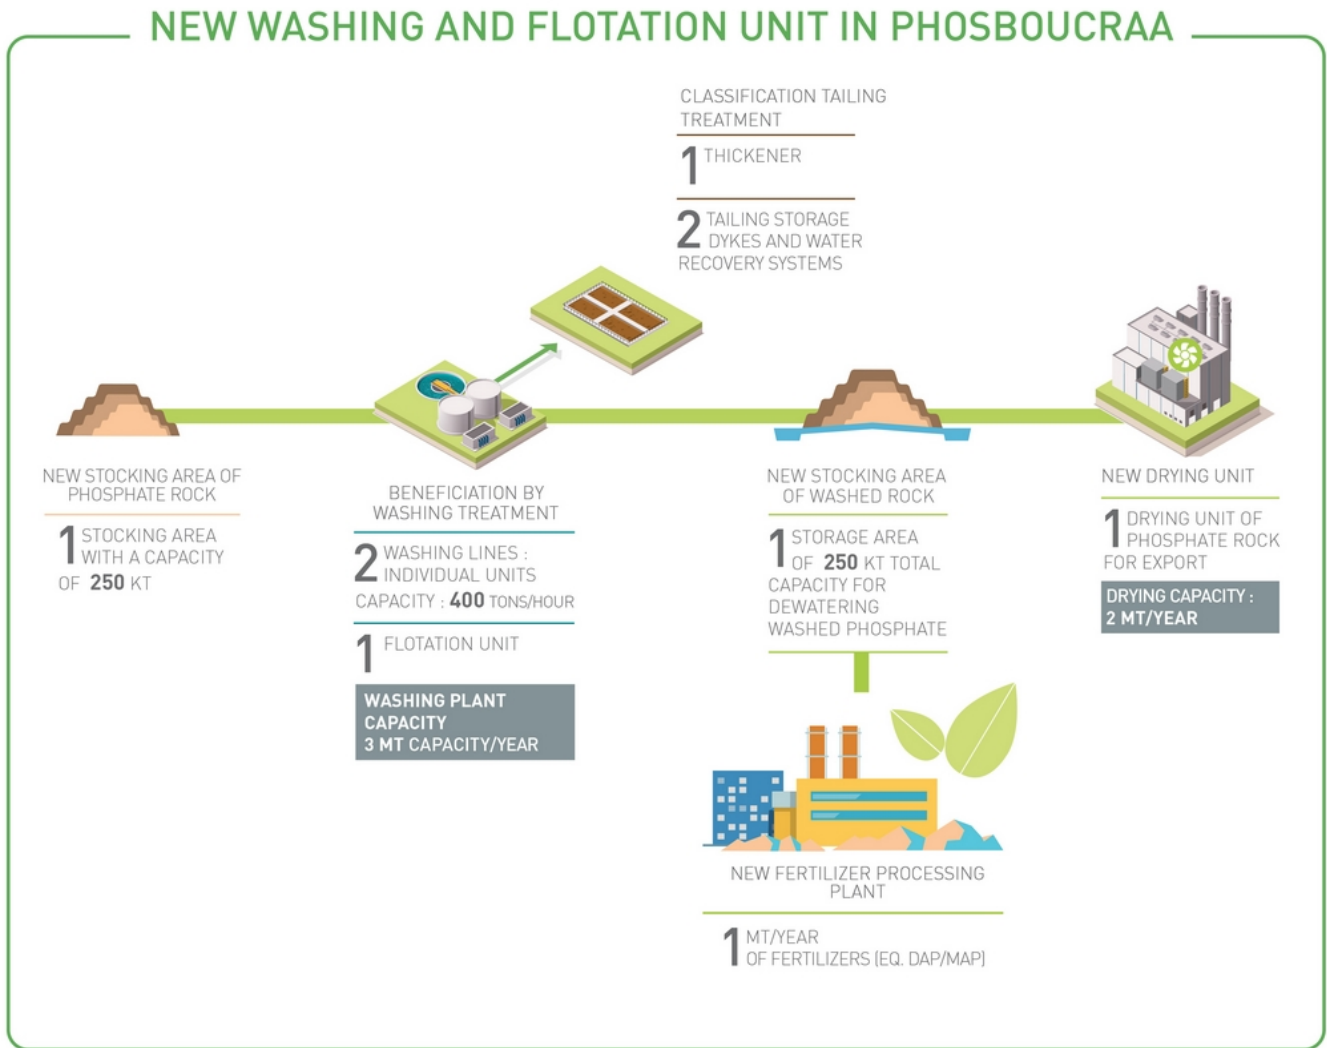 NEW WASHING AND FLOTATION UNIT IN PHOSBOUCRAA
CLASSIFICATION TAILING
TREATMENT
1 THICKENER
2 TAILING STORAGE
DYKES AND WATER
RECOVERY SYSTEMS
NEW STOCKING AREA OF
PHOSPHATE ROCK
1 STOCKING AREA
WITH A CAPACITY
OF 250 KT
BENEFICIATION BY
WASHING TREATMENT
2 WASHING LINES :
INDIVIDUAL UNITS
CAPACITY : 400 TONS/HOUR
1 FLOTATION UNIT
WASHING PLANT
CAPACITY
3 MT CAPACITY/YEAR
NEW STOCKING AREA
OF WASHED ROCK
1 STORAGE AREA
OF 250 KT TOTAL
CAPACITY FOR
DEWATERING
WASHED PHOSPHATE
NEW DRYING UNIT
1 DRYING UNIT OF
PHOSPHATE ROCK
FOR EXPORT
DRYING CAPACITY :
2 MT/YEAR
NEW FERTILIZER PROCESSING
PLANT
1 MT/YEAR
OF FERTILIZERS (EQ. DAP/MAP)